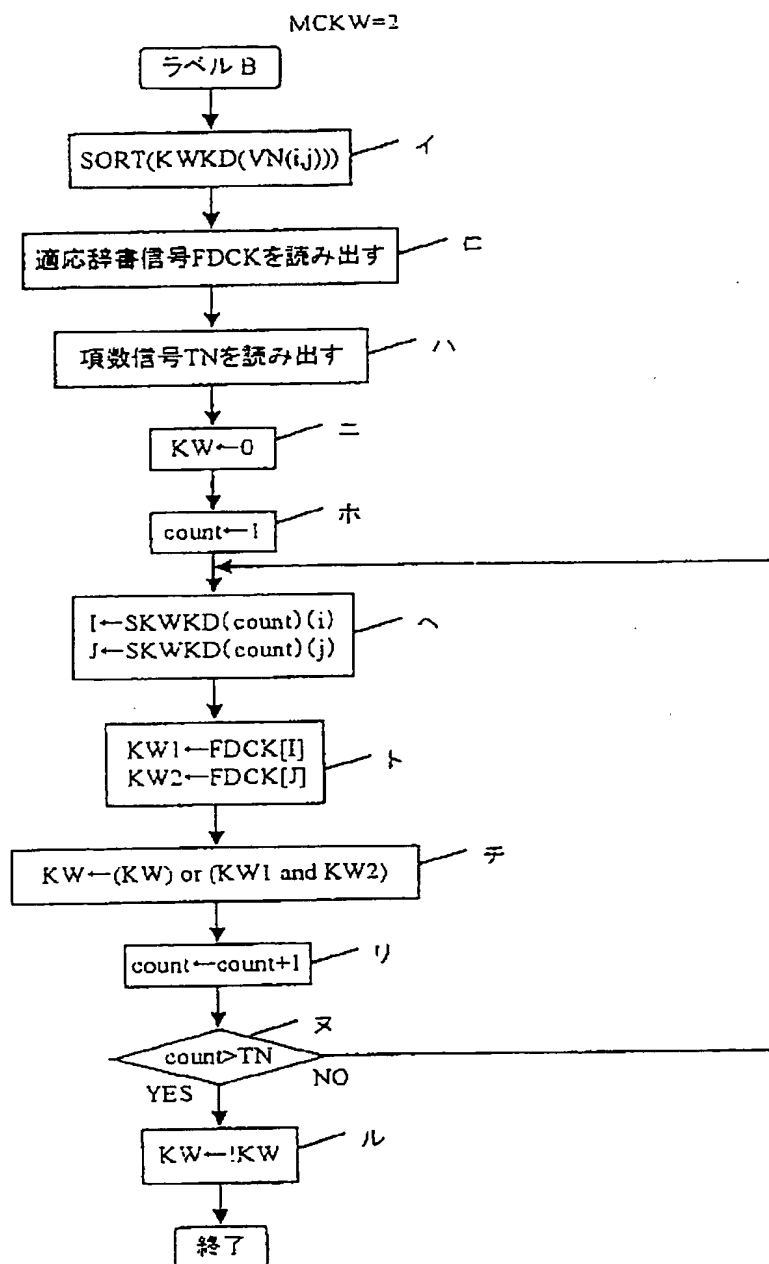 MCKW=2
ラベル B
SORT(KWKD(VN(i,j)))
イ
適応辞書信号FDCKを読み出す
ロ
項数信号TNを読み出す
ハ
KW←0
ニ
count←1
ホ
I←SKWKD(count)(i)
J←SKWKD(count)(j)
ヘ
KW1←FDCK[I]
KW2←FDCK[J]
ト
KW←(KW) or (KW1 and KW2)
チ
count←count+1
リ
count>TN
ヌ
YES
NO
KW←!KW
ル
終了